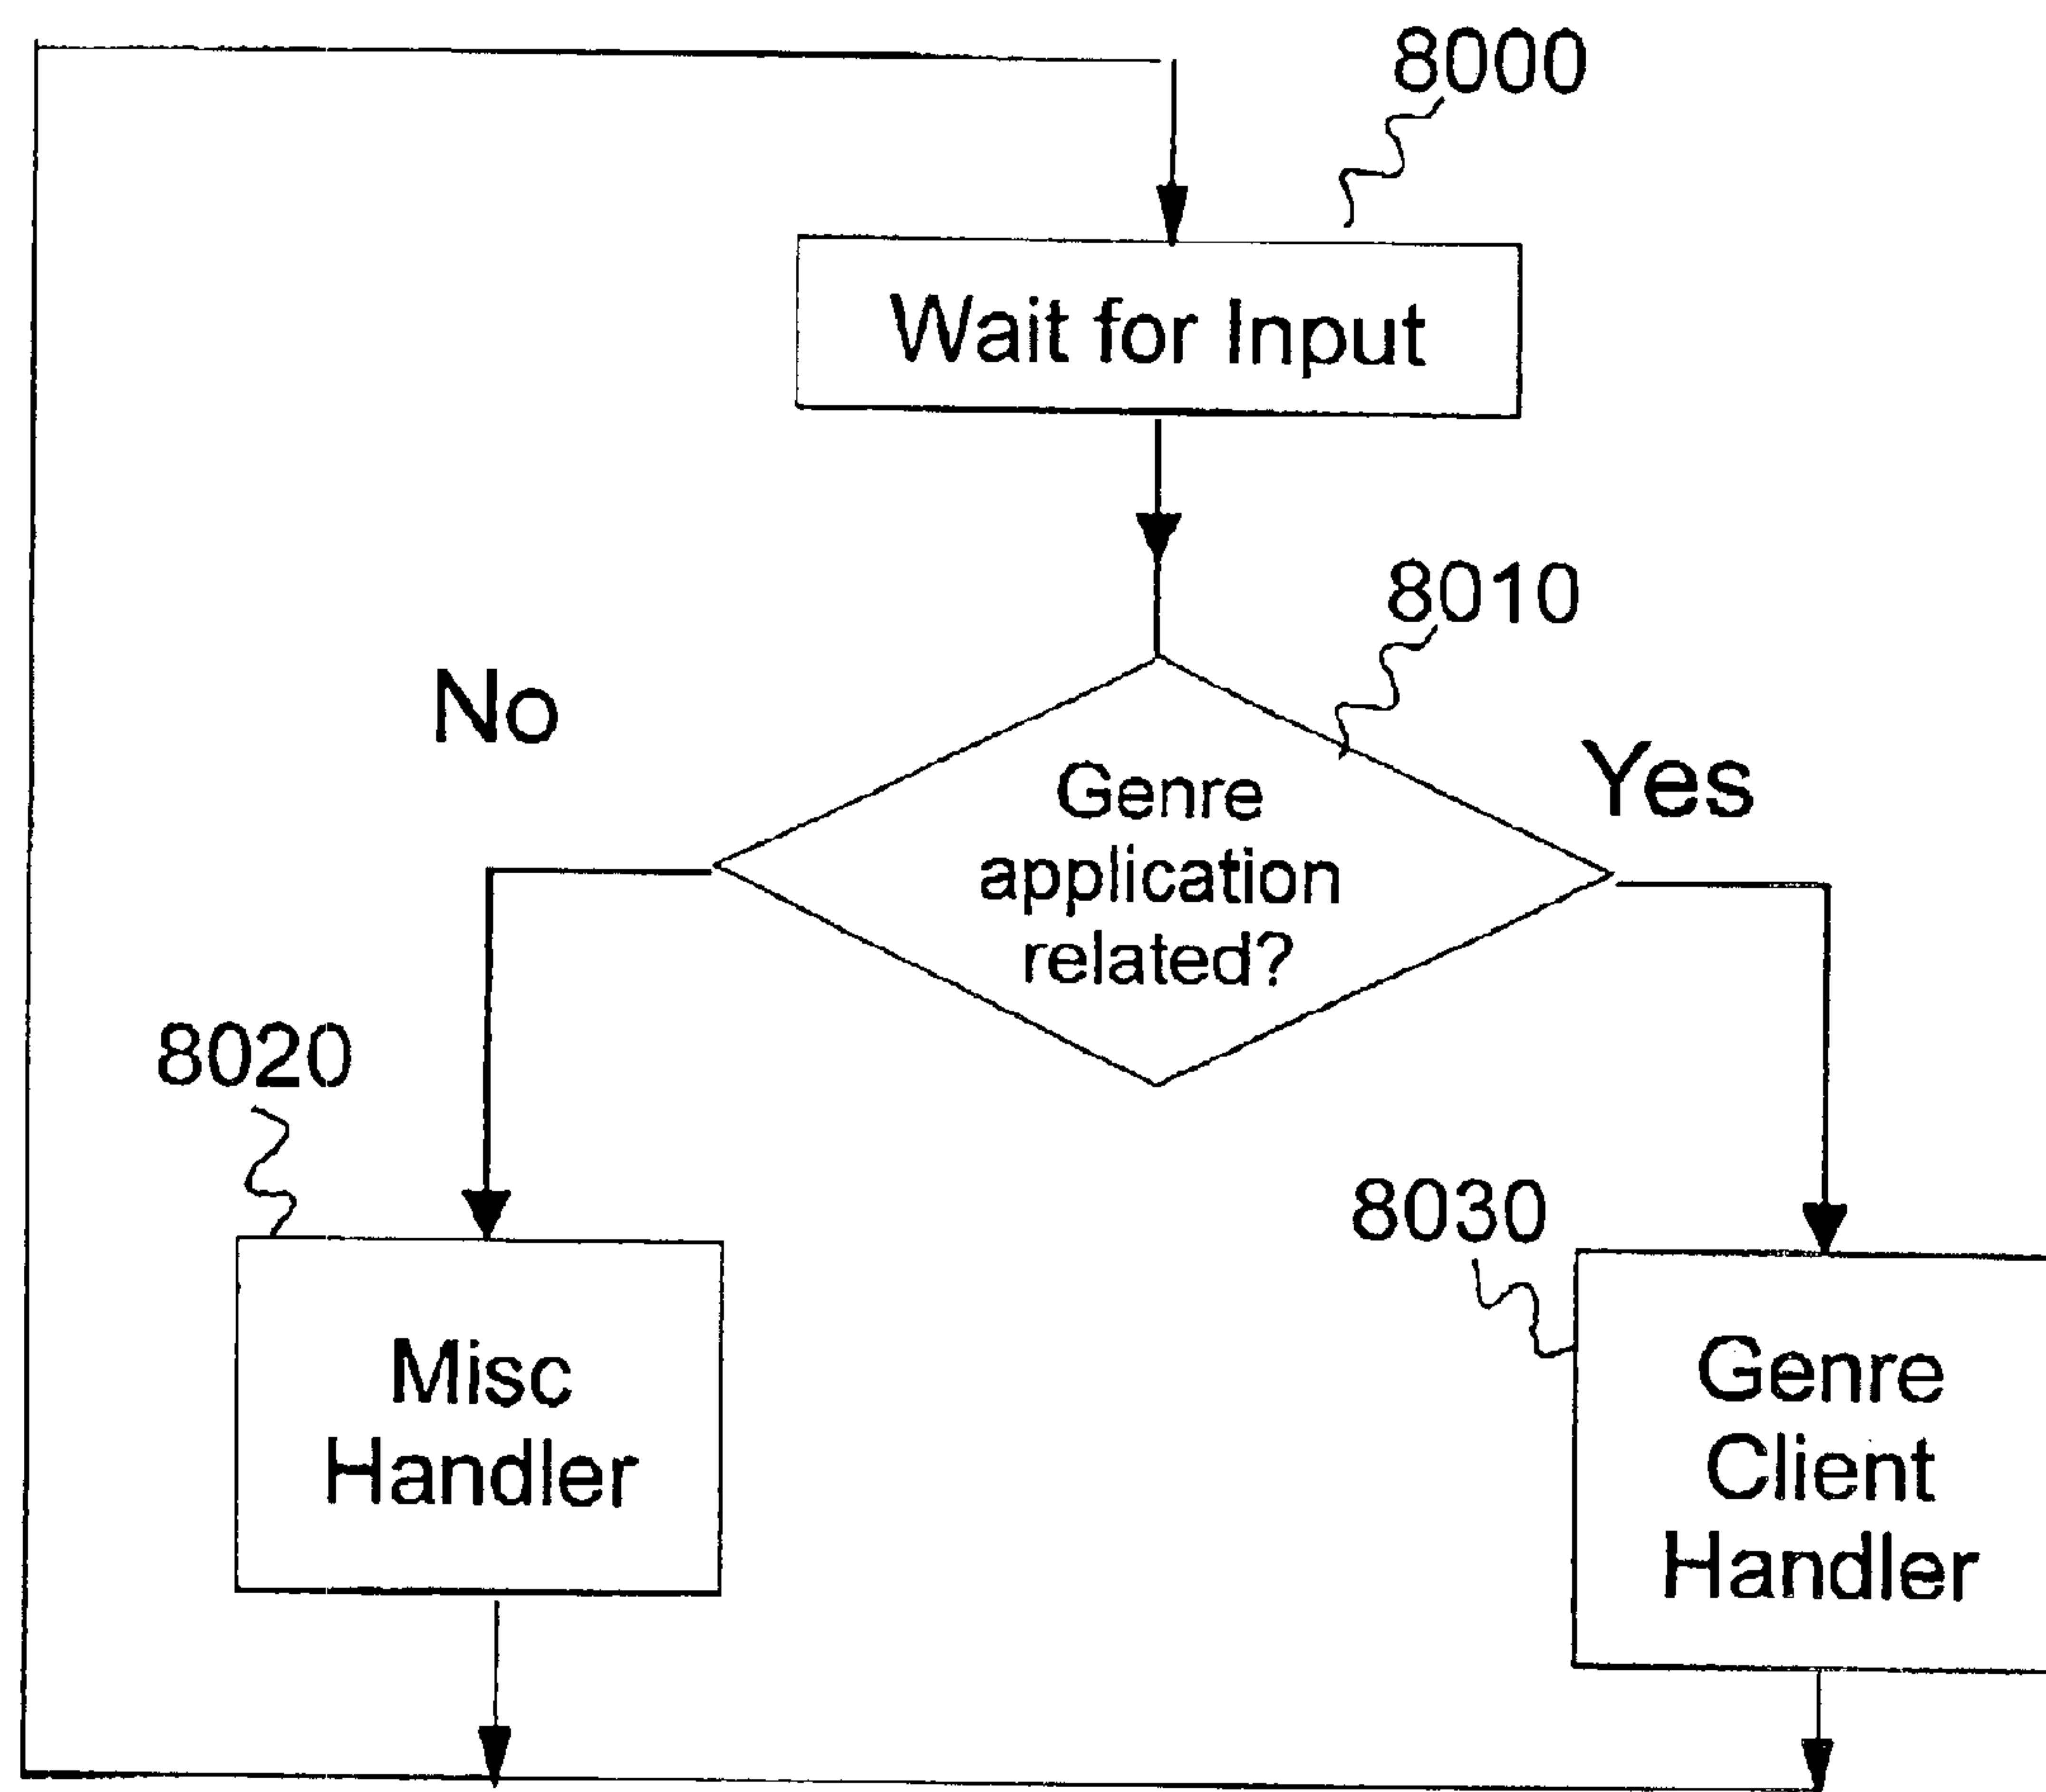 8000
Wait for Input
8010
No
Yes
Genre
application
related?
8020
8030
Misc
Handler
Genre
Client
Handler